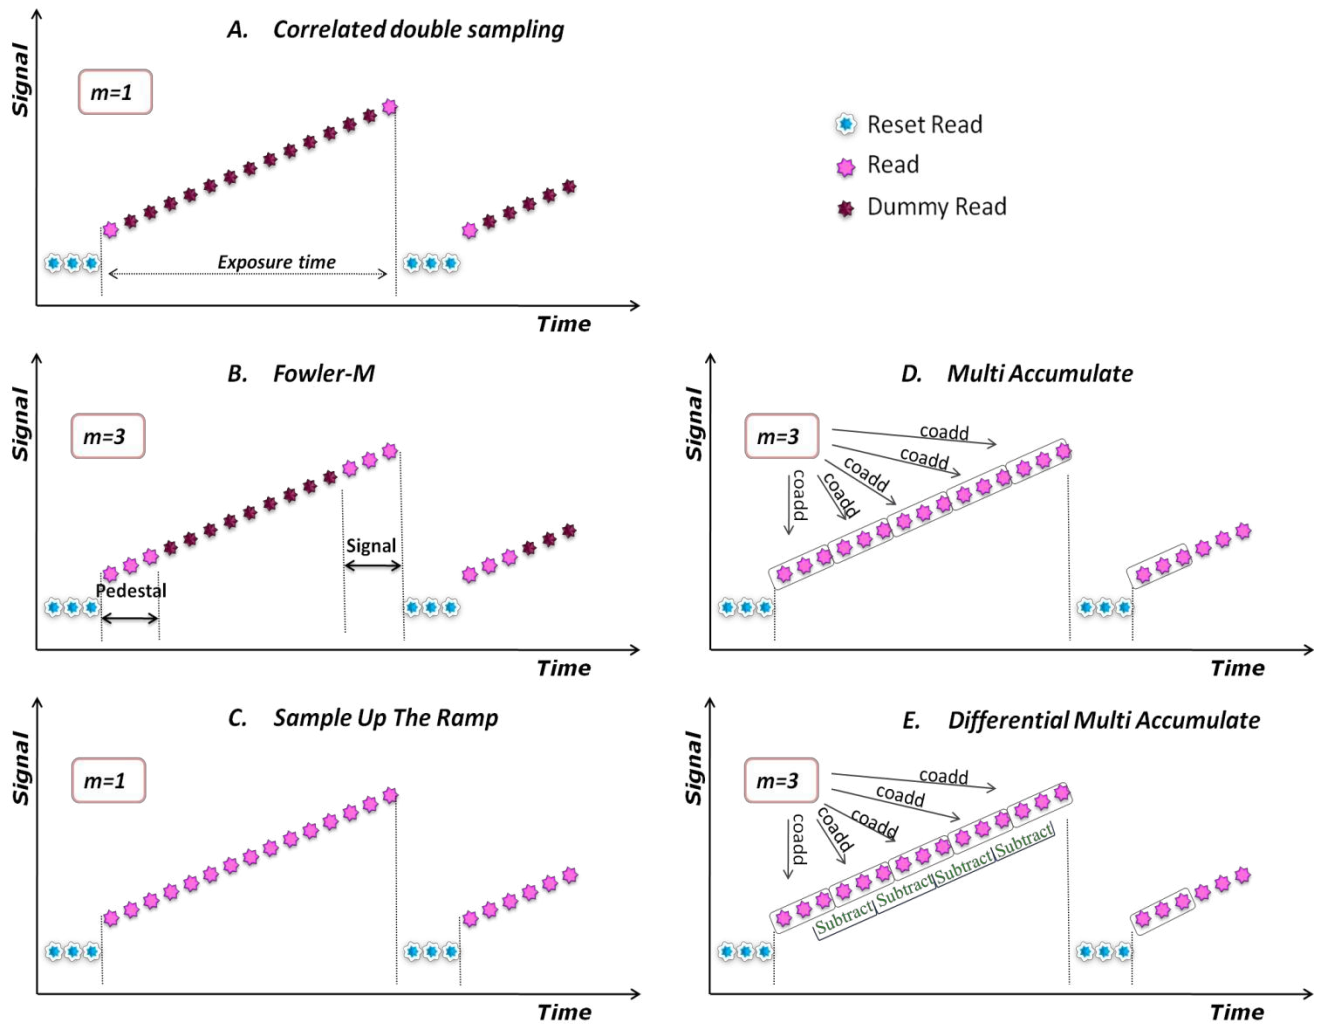 A. Correlated double sampling
Signal
m=1
Exposure time
Time
Reset Read
Read
Dummy Read
B. Fowler-M
Signal
m=3
Signal
Pedestal
Time
D. Multi Accumulate
Signal
m=3
coadd
coadd
coadd
coadd
coadd
Time
C. Sample Up The Ramp
Signal
m=1
Time
E. Differential Multi Accumulate
Signal
m=3
coadd
coadd
coadd
coadd
coadd
Subtract
Subtract
Subtract
Subtract
Time